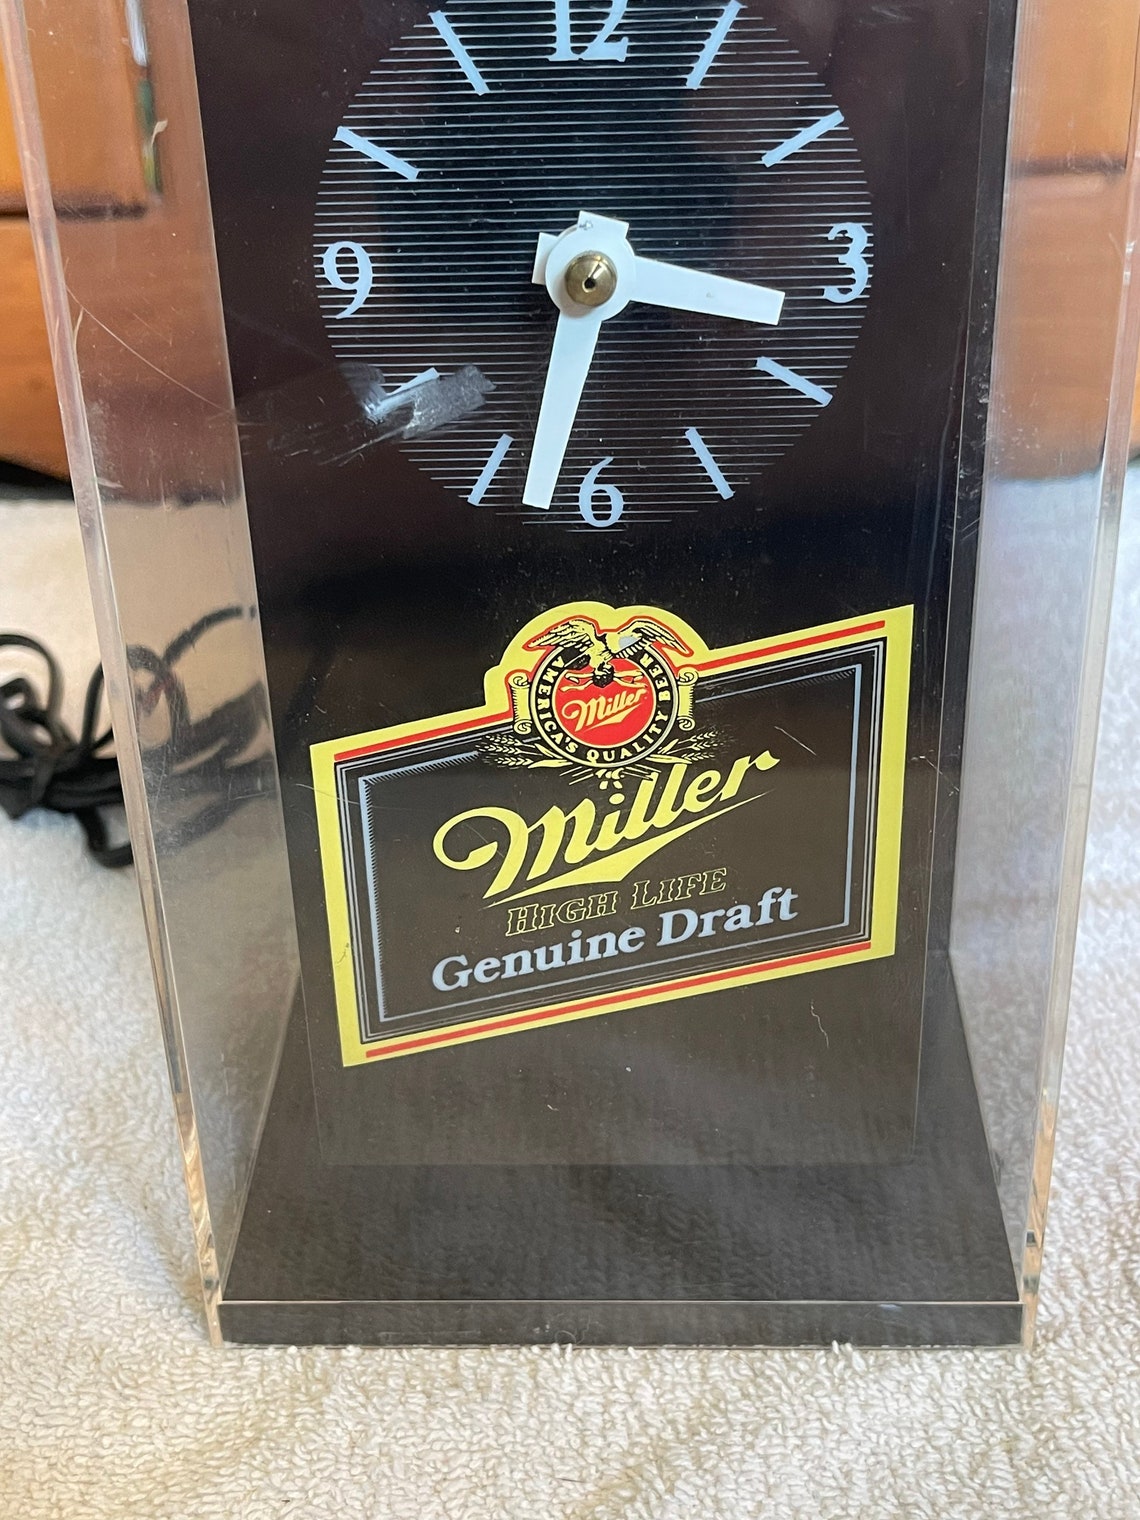 12
9
3
6
AMERICA'S QUALITY BEER
Miller
Miller
HIGH LIFE
Genuine Draft